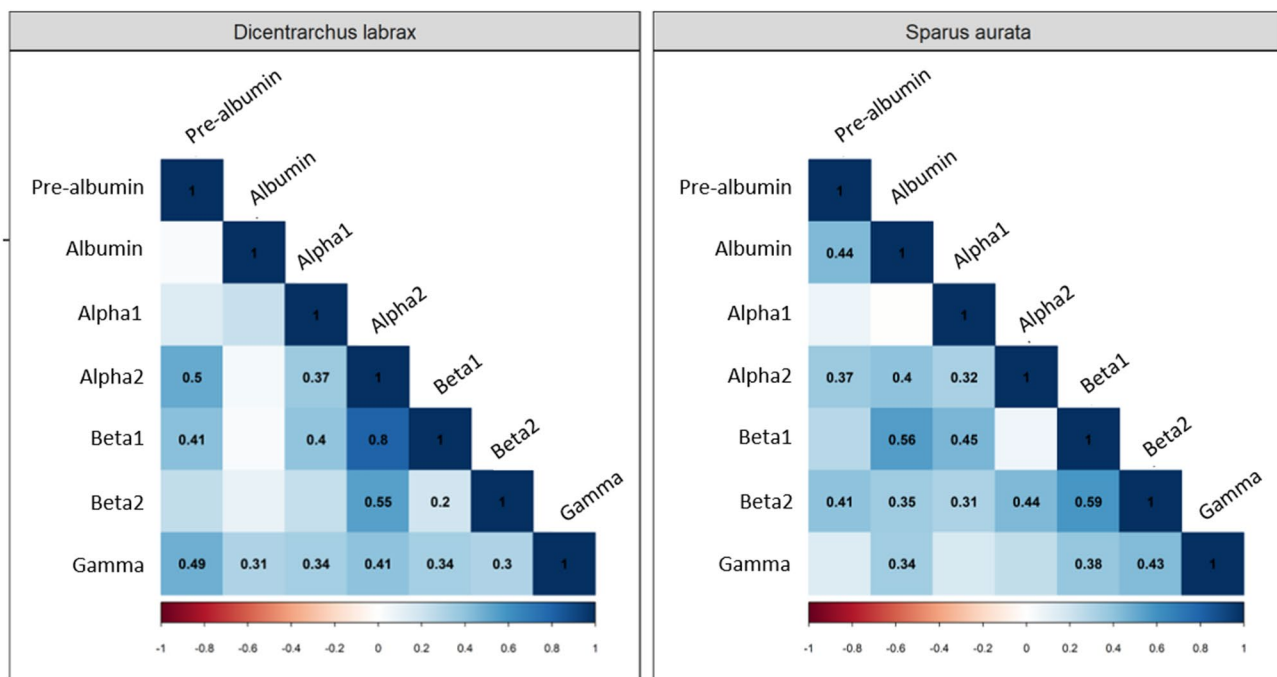 Dicentrarchus labrax
Pre-albumin
Albumin
Alpha1
Alpha2
Beta1
Beta2
Gamma
Pre-albumin 1
Albumin 1
Alpha1 1
Alpha2 0.5 0.37 1
Beta1 0.41 0.4 0.8 1
Beta2 0.55 0.2 1
Gamma 0.49 0.31 0.34 0.41 0.34 0.3 1
-1 -0.8 -0.6 -0.4 -0.2 0 0.2 0.4 0.6 0.8 1
Sparus aurata
Pre-albumin
Albumin
Alpha1
Alpha2
Beta1
Beta2
Gamma
Pre-albumin 1
Albumin 0.44 1
Alpha1 1
Alpha2 0.37 0.4 0.32 1
Beta1 0.56 0.45 1
Beta2 0.41 0.35 0.31 0.44 0.59 1
Gamma 0.34 0.38 0.43 1
-1 -0.8 -0.6 -0.4 -0.2 0 0.2 0.4 0.6 0.8 1